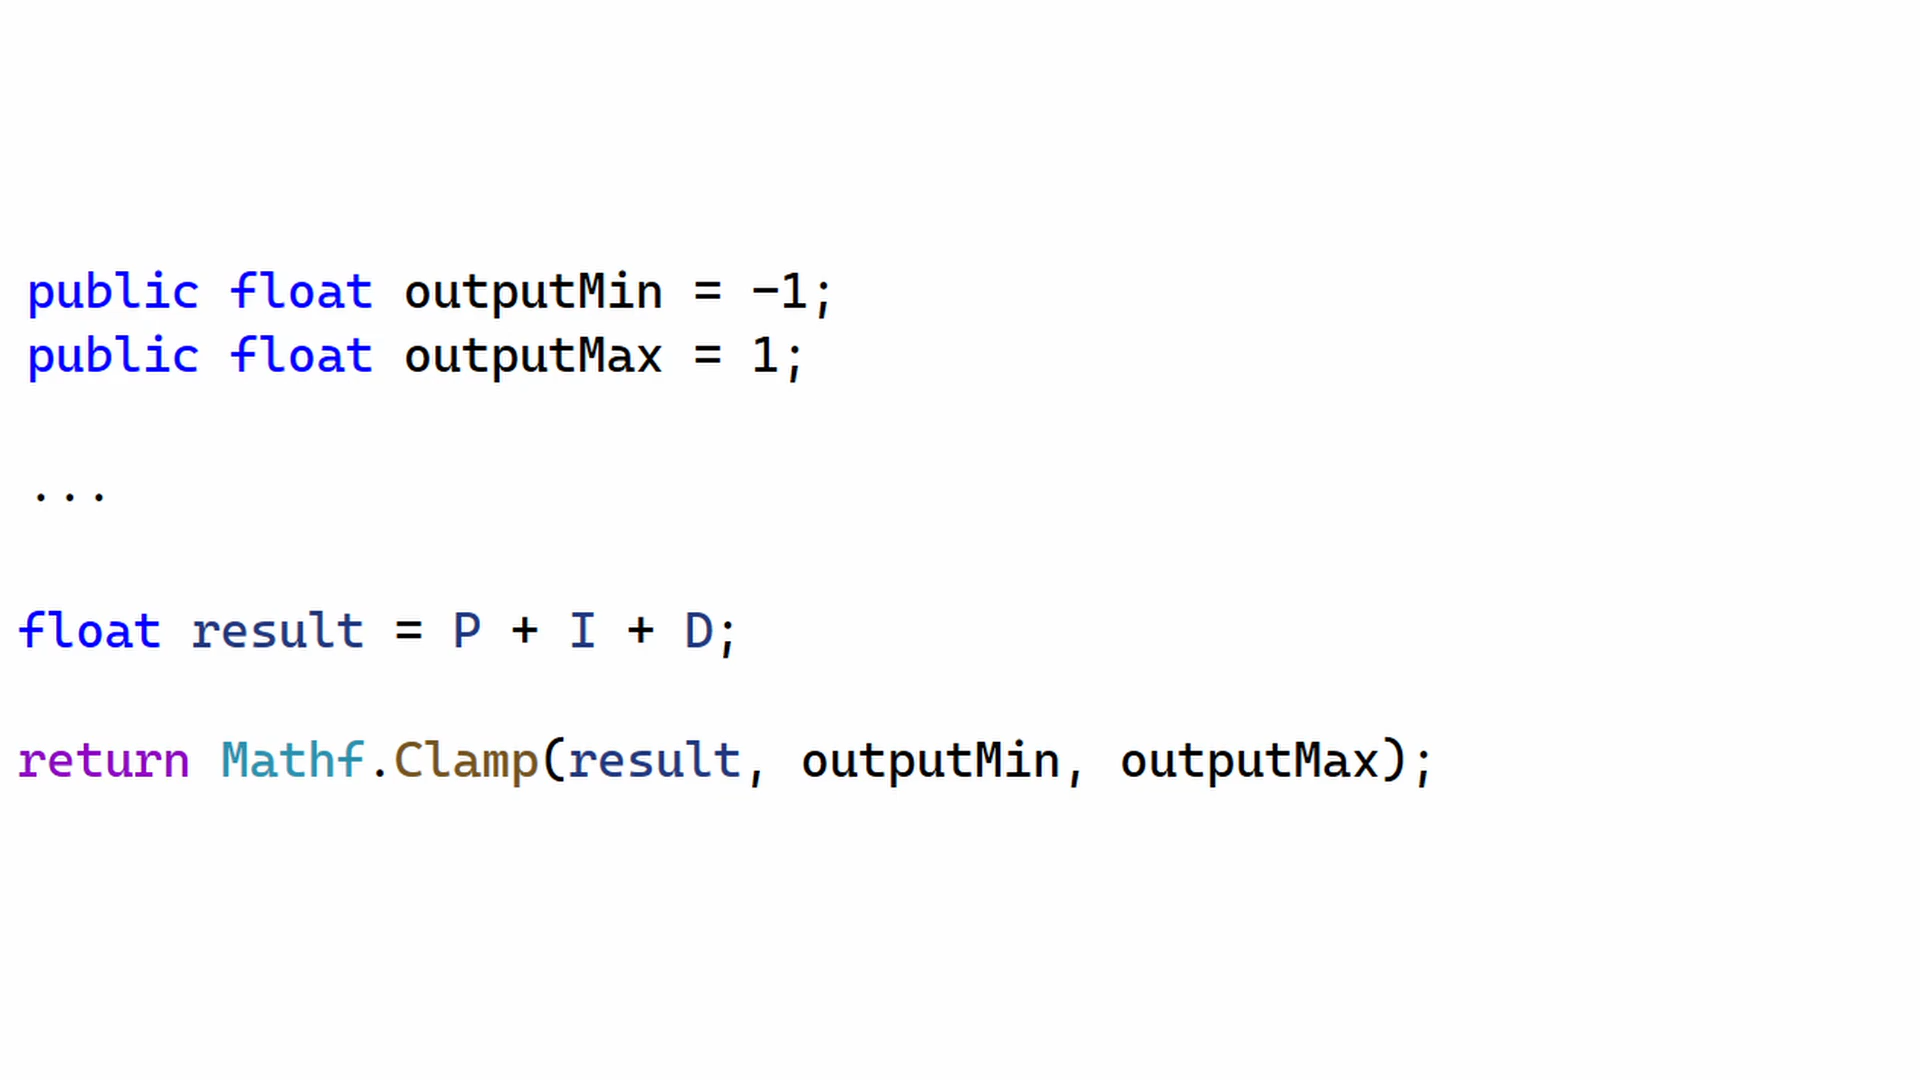 public float outputMin = -1;
public float outputMax = 1;
...
float result = P + I + D;
return Mathf.Clamp(result, outputMin, outputMax);